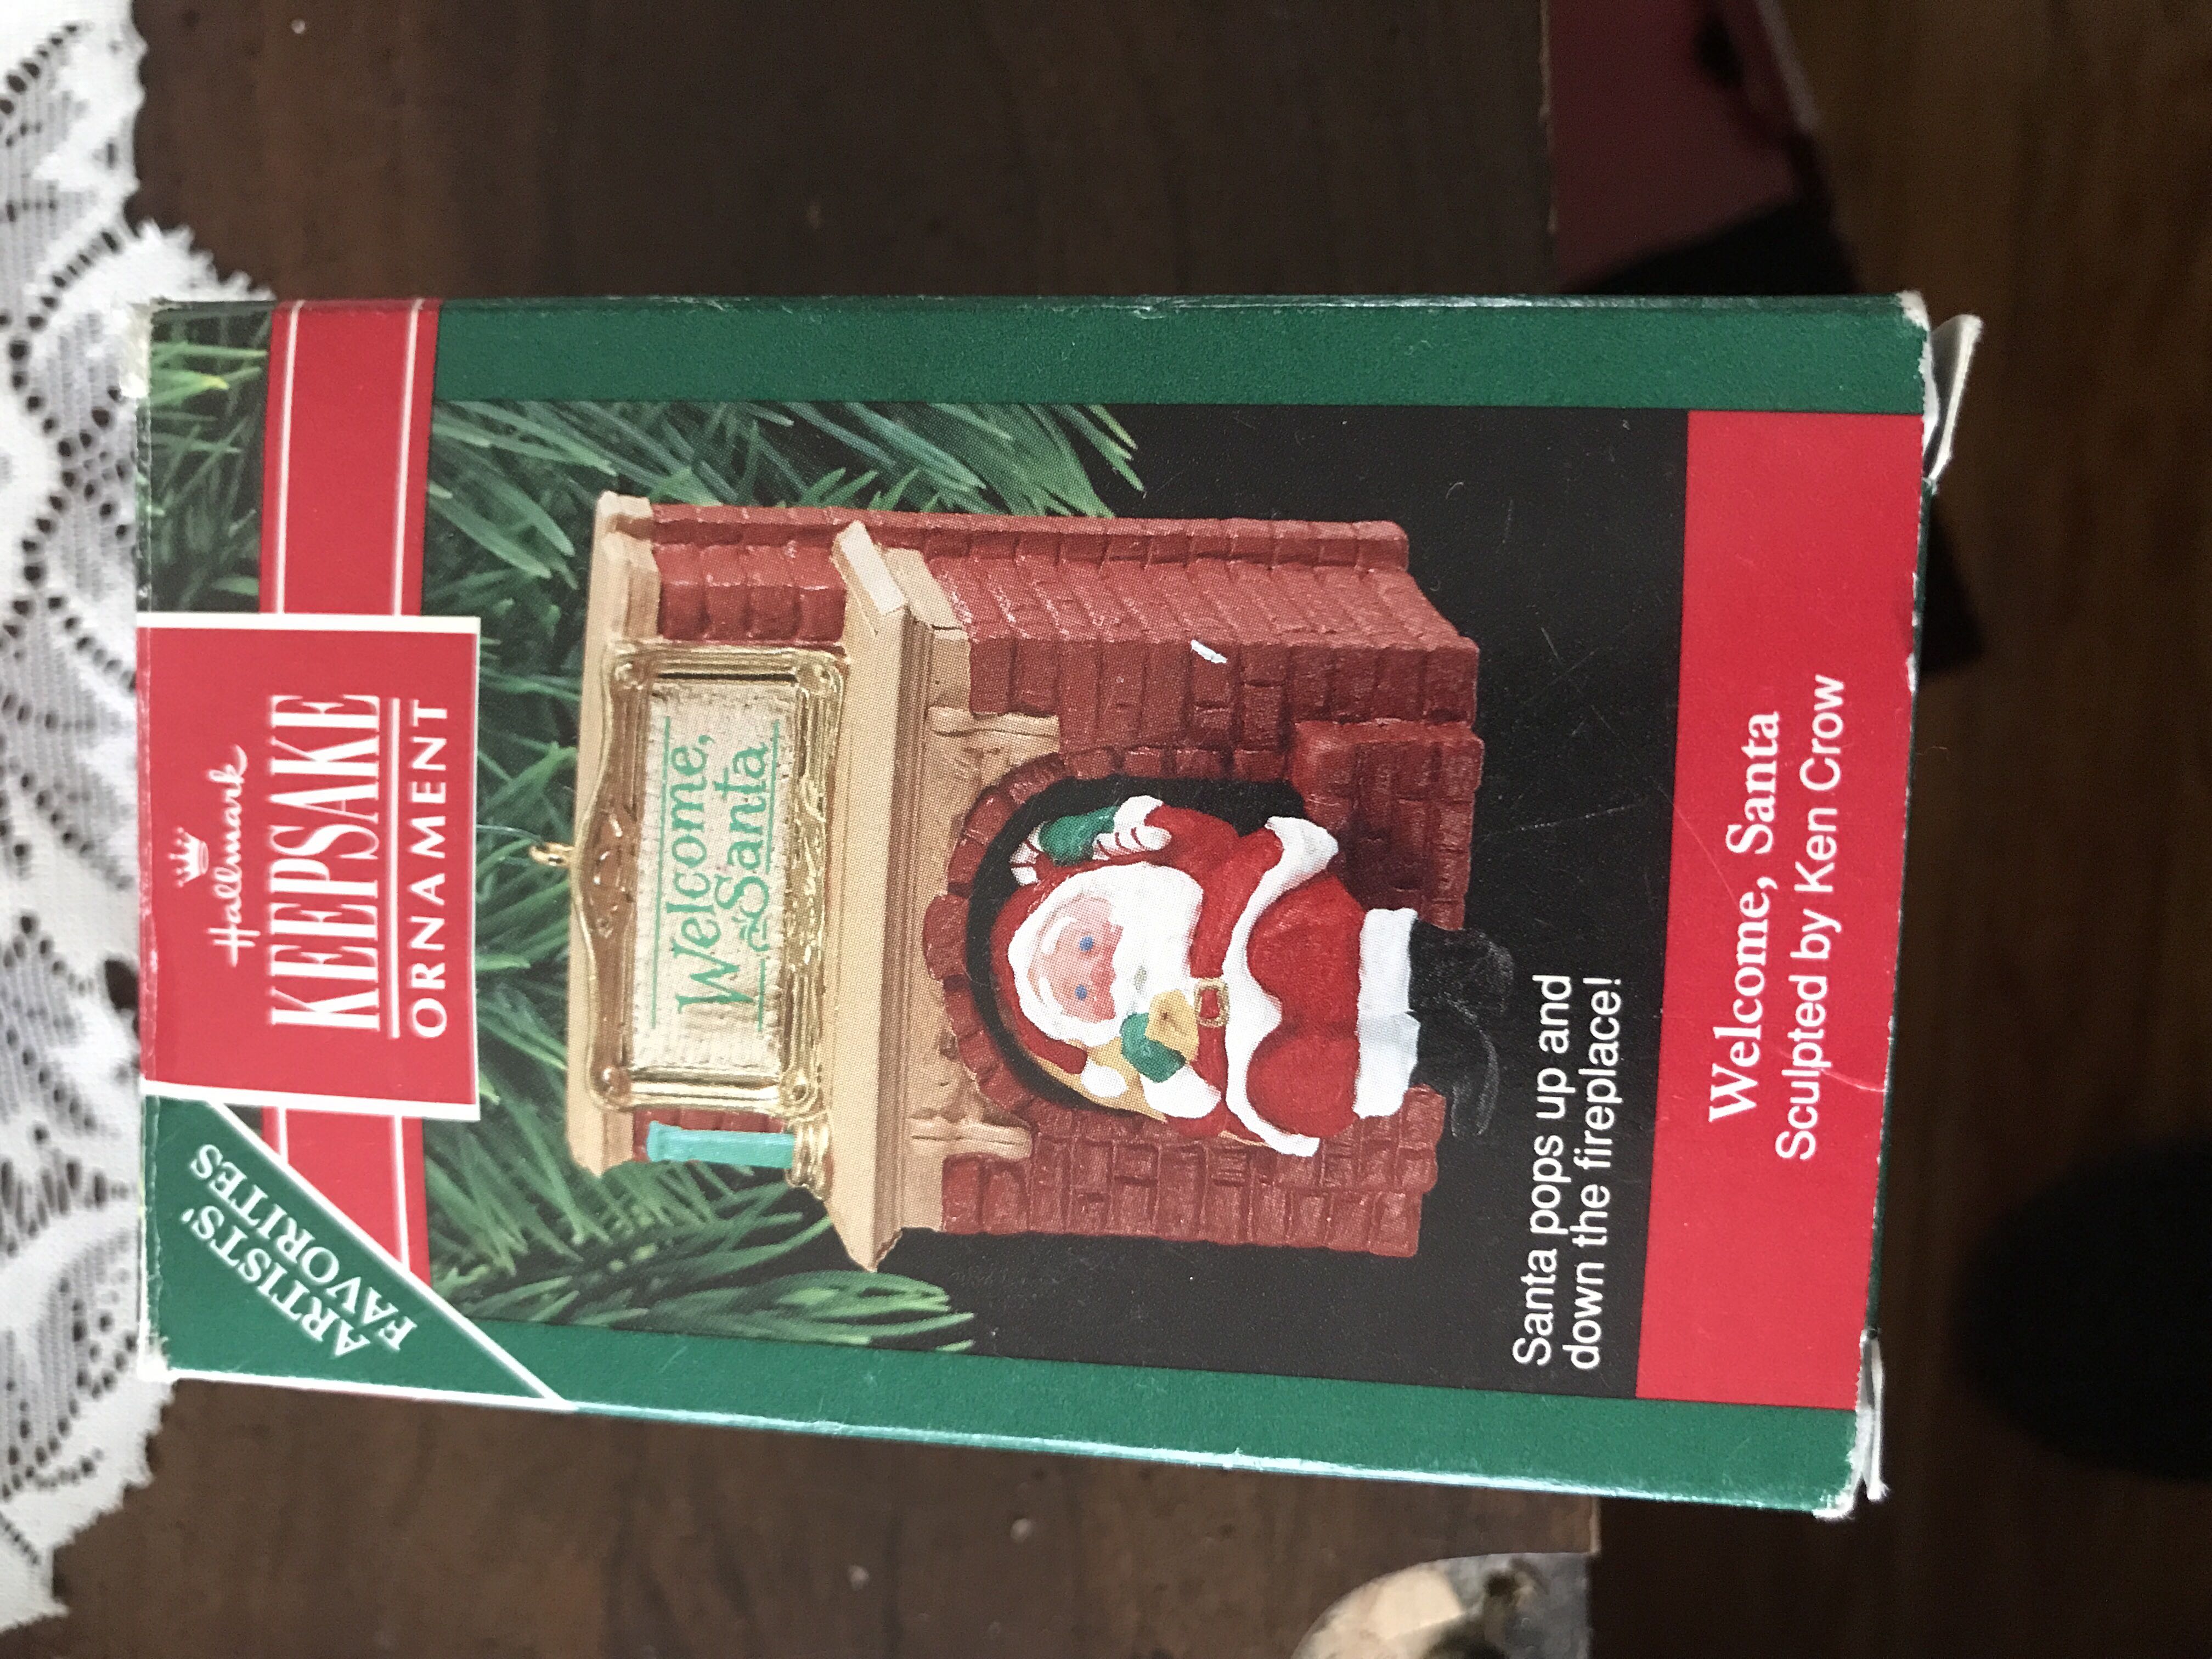 Hallmark
KEEPSAKE
ORNAMENT
ARTISTS'
FAVORITES
Welcome,
Santa
Santa pops up and
down the fireplace!
Welcome, Santa
Sculpted by Ken Crow